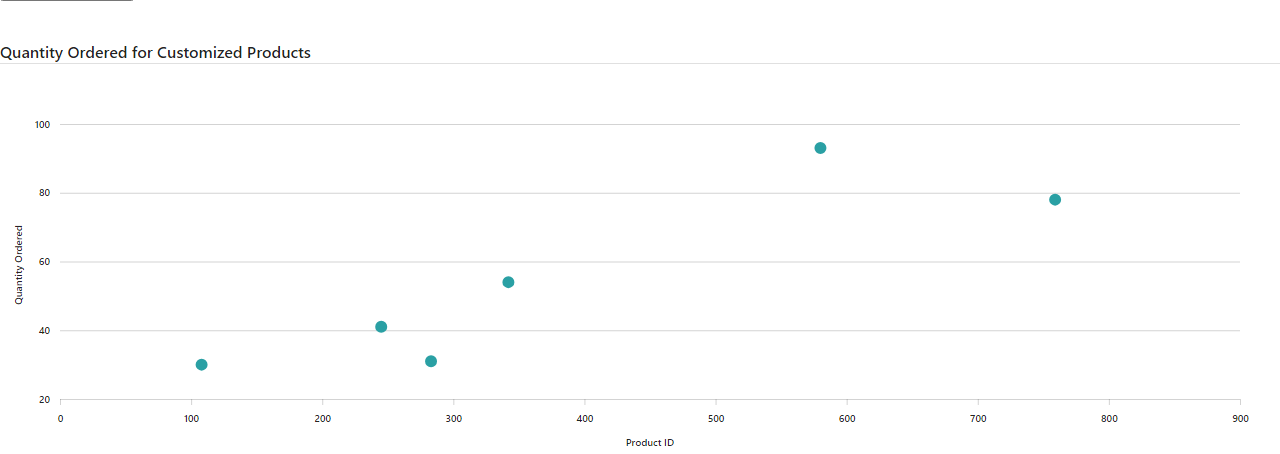 Quantity Ordered for Customized Products
100
80
60
40
20
Quantity Ordered
0 100 200 300 400 500 600 700 800 900
Product ID